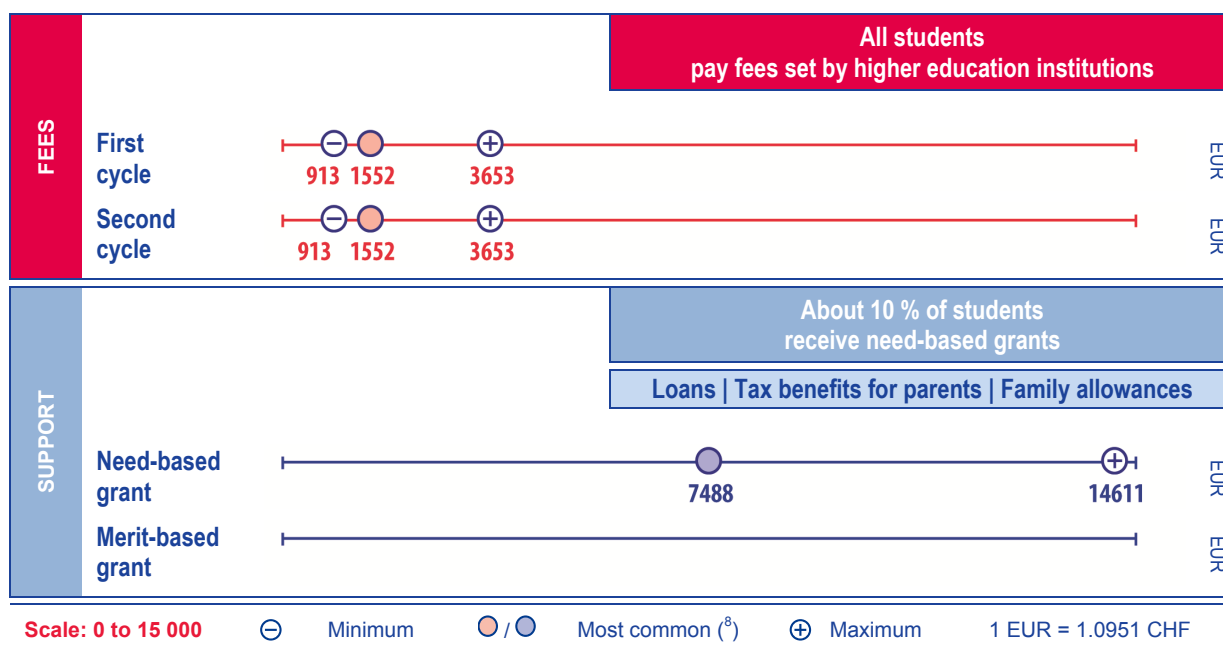 All students
pay fees set by higher education institutions
FEES
First
cycle
913 1552 3653
EUR
Second
cycle
913 1552 3653
EUR
About 10 % of students
receive need-based grants
Loans | Tax benefits for parents | Family allowances
SUPPORT
Need-based
grant
7488 14611
EUR
Merit-based
grant
EUR
Scale: 0 to 15 000 Minimum / Most common (⁸) Maximum 1 EUR = 1.0951 CHF